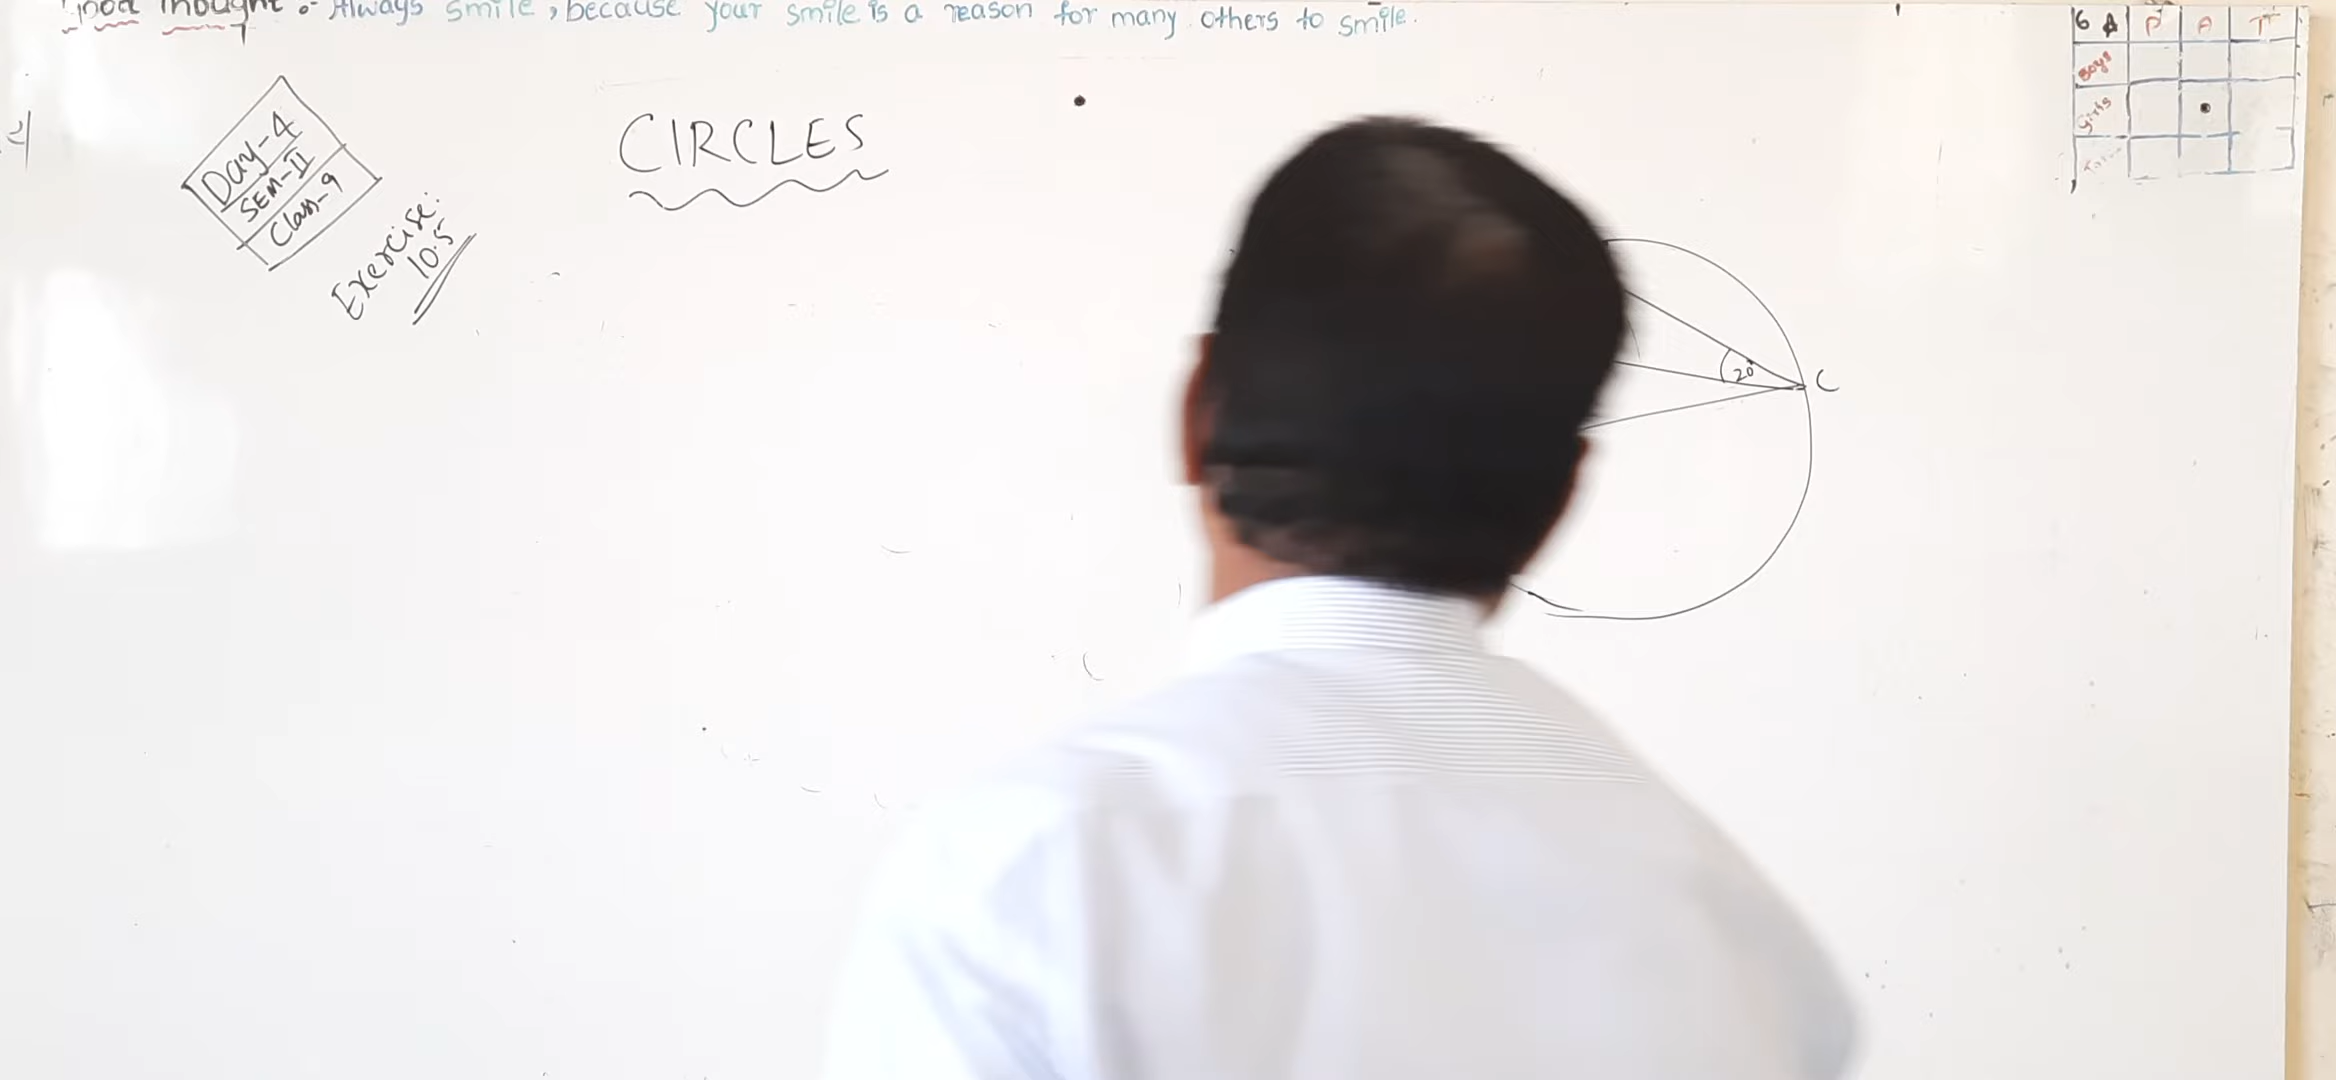 Good Thought :- Always smile, because your smile is a reason for many others to smile.
6 A P A T
Boys
Girls
CIRCLES
Day-4
SEM-II
Class-9
Exercise:
10.5
20°
C